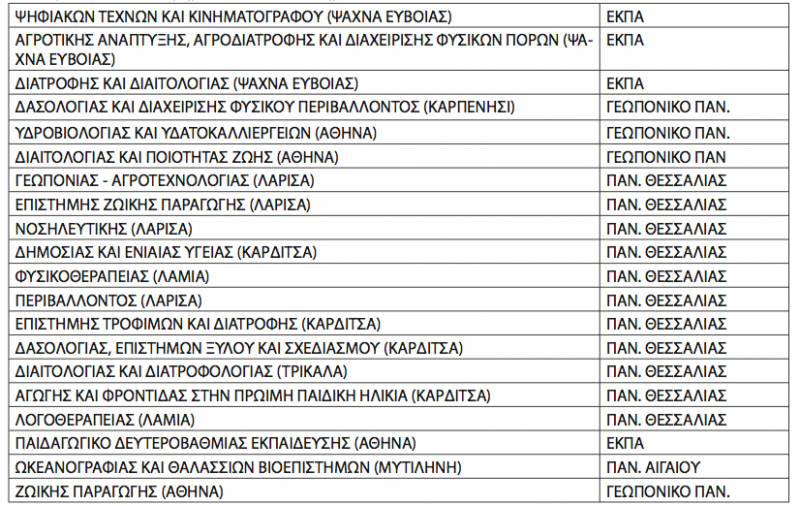 ΨΗΦΙΑΚΩΝ ΤΕΧΝΩΝ ΚΑΙ ΚΙΝΗΜΑΤΟΓΡΑΦΟΥ (ΨΑΧΝΑ ΕΥΒΟΙΑΣ) ΕΚΠΑ
ΑΓΡΟΤΙΚΗΣ ΑΝΑΠΤΥΞΗΣ, ΑΓΡΟΔΙΑΤΡΟΦΗΣ ΚΑΙ ΔΙΑΧΕΙΡΙΣΗΣ ΦΥΣΙΚΩΝ ΠΟΡΩΝ (ΨΑ- ΕΚΠΑ
ΧΝΑ ΕΥΒΟΙΑΣ)
ΔΙΑΤΡΟΦΗΣ ΚΑΙ ΔΙΑΙΤΟΛΟΓΙΑΣ (ΨΑΧΝΑ ΕΥΒΟΙΑΣ) ΕΚΠΑ
ΔΑΣΟΛΟΓΙΑΣ ΚΑΙ ΔΙΑΧΕΙΡΙΣΗΣ ΦΥΣΙΚΟΥ ΠΕΡΙΒΑΛΛΟΝΤΟΣ (ΚΑΡΠΕΝΗΣΙ) ΓΕΩΠΟΝΙΚΟ ΠΑΝ.
ΥΔΡΟΒΙΟΛΟΓΙΑΣ ΚΑΙ ΥΔΑΤΟΚΑΛΛΙΕΡΓΕΙΩΝ (ΑΘΗΝΑ) ΓΕΩΠΟΝΙΚΟ ΠΑΝ.
ΔΙΑΙΤΟΛΟΓΙΑΣ ΚΑΙ ΠΟΙΟΤΗΤΑΣ ΖΩΗΣ (ΑΘΗΝΑ) ΓΕΩΠΟΝΙΚΟ ΠΑΝ
ΓΕΩΠΟΝΙΑΣ - ΑΓΡΟΤΕΧΝΟΛΟΓΙΑΣ (ΛΑΡΙΣΑ) ΠΑΝ. ΘΕΣΣΑΛΙΑΣ
ΕΠΙΣΤΗΜΗΣ ΖΩΙΚΗΣ ΠΑΡΑΓΩΓΗΣ (ΛΑΡΙΣΑ) ΠΑΝ. ΘΕΣΣΑΛΙΑΣ
ΝΟΣΗΛΕΥΤΙΚΗΣ (ΛΑΡΙΣΑ) ΠΑΝ. ΘΕΣΣΑΛΙΑΣ
ΔΗΜΟΣΙΑΣ ΚΑΙ ΕΝΙΑΙΑΣ ΥΓΕΙΑΣ (ΚΑΡΔΙΤΣΑ) ΠΑΝ. ΘΕΣΣΑΛΙΑΣ
ΦΥΣΙΚΟΘΕΡΑΠΕΙΑΣ (ΛΑΜΙΑ) ΠΑΝ. ΘΕΣΣΑΛΙΑΣ
ΠΕΡΙΒΑΛΛΟΝΤΟΣ (ΛΑΡΙΣΑ) ΠΑΝ. ΘΕΣΣΑΛΙΑΣ
ΕΠΙΣΤΗΜΗΣ ΤΡΟΦΙΜΩΝ ΚΑΙ ΔΙΑΤΡΟΦΗΣ (ΚΑΡΔΙΤΣΑ) ΠΑΝ. ΘΕΣΣΑΛΙΑΣ
ΔΑΣΟΛΟΓΙΑΣ, ΕΠΙΣΤΗΜΩΝ ΞΥΛΟΥ ΚΑΙ ΣΧΕΔΙΑΣΜΟΥ (ΚΑΡΔΙΤΣΑ) ΠΑΝ. ΘΕΣΣΑΛΙΑΣ
ΔΙΑΙΤΟΛΟΓΙΑΣ ΚΑΙ ΔΙΑΤΡΟΦΟΛΟΓΙΑΣ (ΤΡΙΚΑΛΑ) ΠΑΝ. ΘΕΣΣΑΛΙΑΣ
ΑΓΩΓΗΣ ΚΑΙ ΦΡΟΝΤΙΔΑΣ ΣΤΗΝ ΠΡΩΙΜΗ ΠΑΙΔΙΚΗ ΗΛΙΚΙΑ (ΚΑΡΔΙΤΣΑ) ΠΑΝ. ΘΕΣΣΑΛΙΑΣ
ΛΟΓΟΘΕΡΑΠΕΙΑΣ (ΛΑΜΙΑ) ΠΑΝ. ΘΕΣΣΑΛΙΑΣ
ΠΑΙΔΑΓΩΓΙΚΟ ΔΕΥΤΕΡΟΒΑΘΜΙΑΣ ΕΚΠΑΙΔΕΥΣΗΣ (ΑΘΗΝΑ) ΕΚΠΑ
ΩΚΕΑΝΟΓΡΑΦΙΑΣ ΚΑΙ ΘΑΛΑΣΣΙΩΝ ΒΙΟΕΠΙΣΤΗΜΩΝ (ΜΥΤΙΛΗΝΗ) ΠΑΝ. ΑΙΓΑΙΟΥ
ΖΩΙΚΗΣ ΠΑΡΑΓΩΓΗΣ (ΑΘΗΝΑ) ΓΕΩΠΟΝΙΚΟ ΠΑΝ.